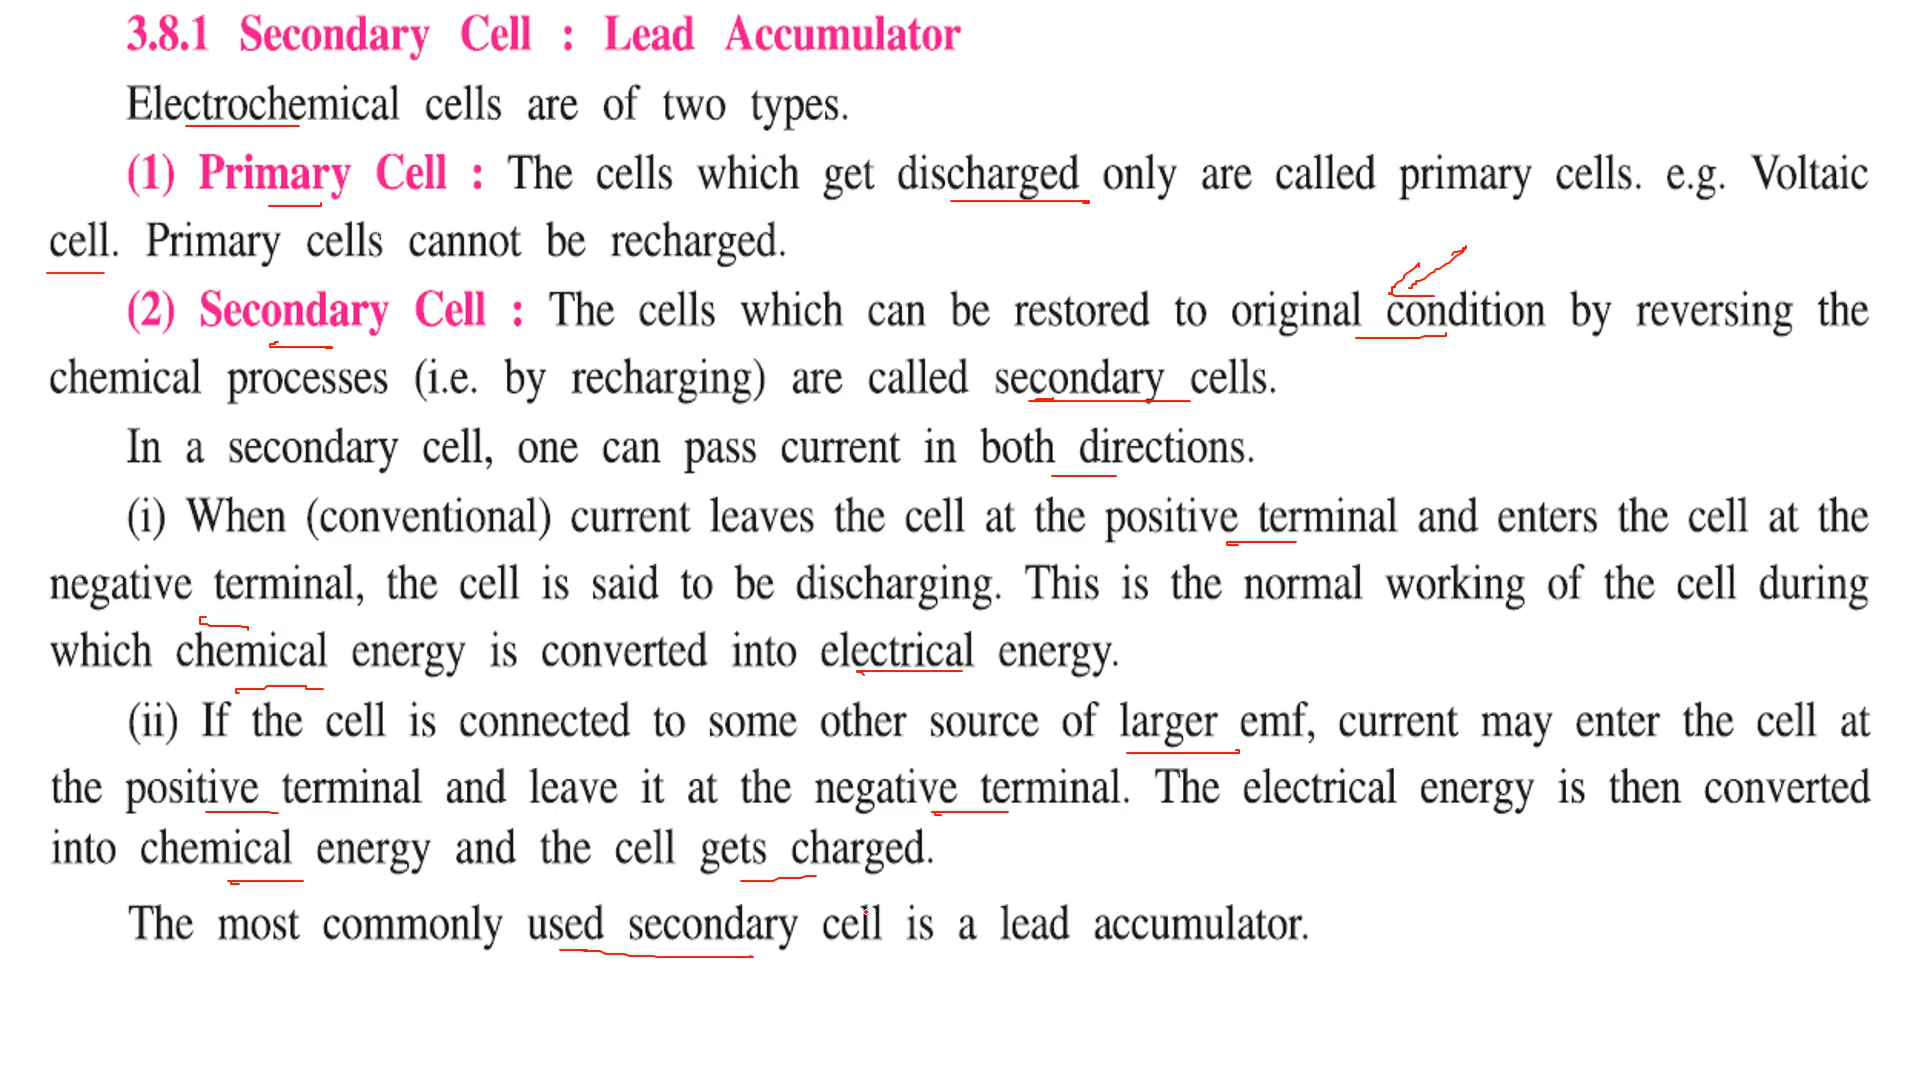 3.8.1 Secondary Cell : Lead Accumulator
Electrochemical cells are of two types.
(1) Primary Cell : The cells which get discharged only are called primary cells. e.g. Voltaic
cell. Primary cells cannot be recharged.
(2) Secondary Cell : The cells which can be restored to original condition by reversing the
chemical processes (i.e. by recharging) are called secondary cells.
In a secondary cell, one can pass current in both directions.
(i) When (conventional) current leaves the cell at the positive terminal and enters the cell at the
negative terminal, the cell is said to be discharging. This is the normal working of the cell during
which chemical energy is converted into electrical energy.
(ii) If the cell is connected to some other source of larger emf, current may enter the cell at
the positive terminal and leave it at the negative terminal. The electrical energy is then converted
into chemical energy and the cell gets charged.
The most commonly used secondary cell is a lead accumulator.